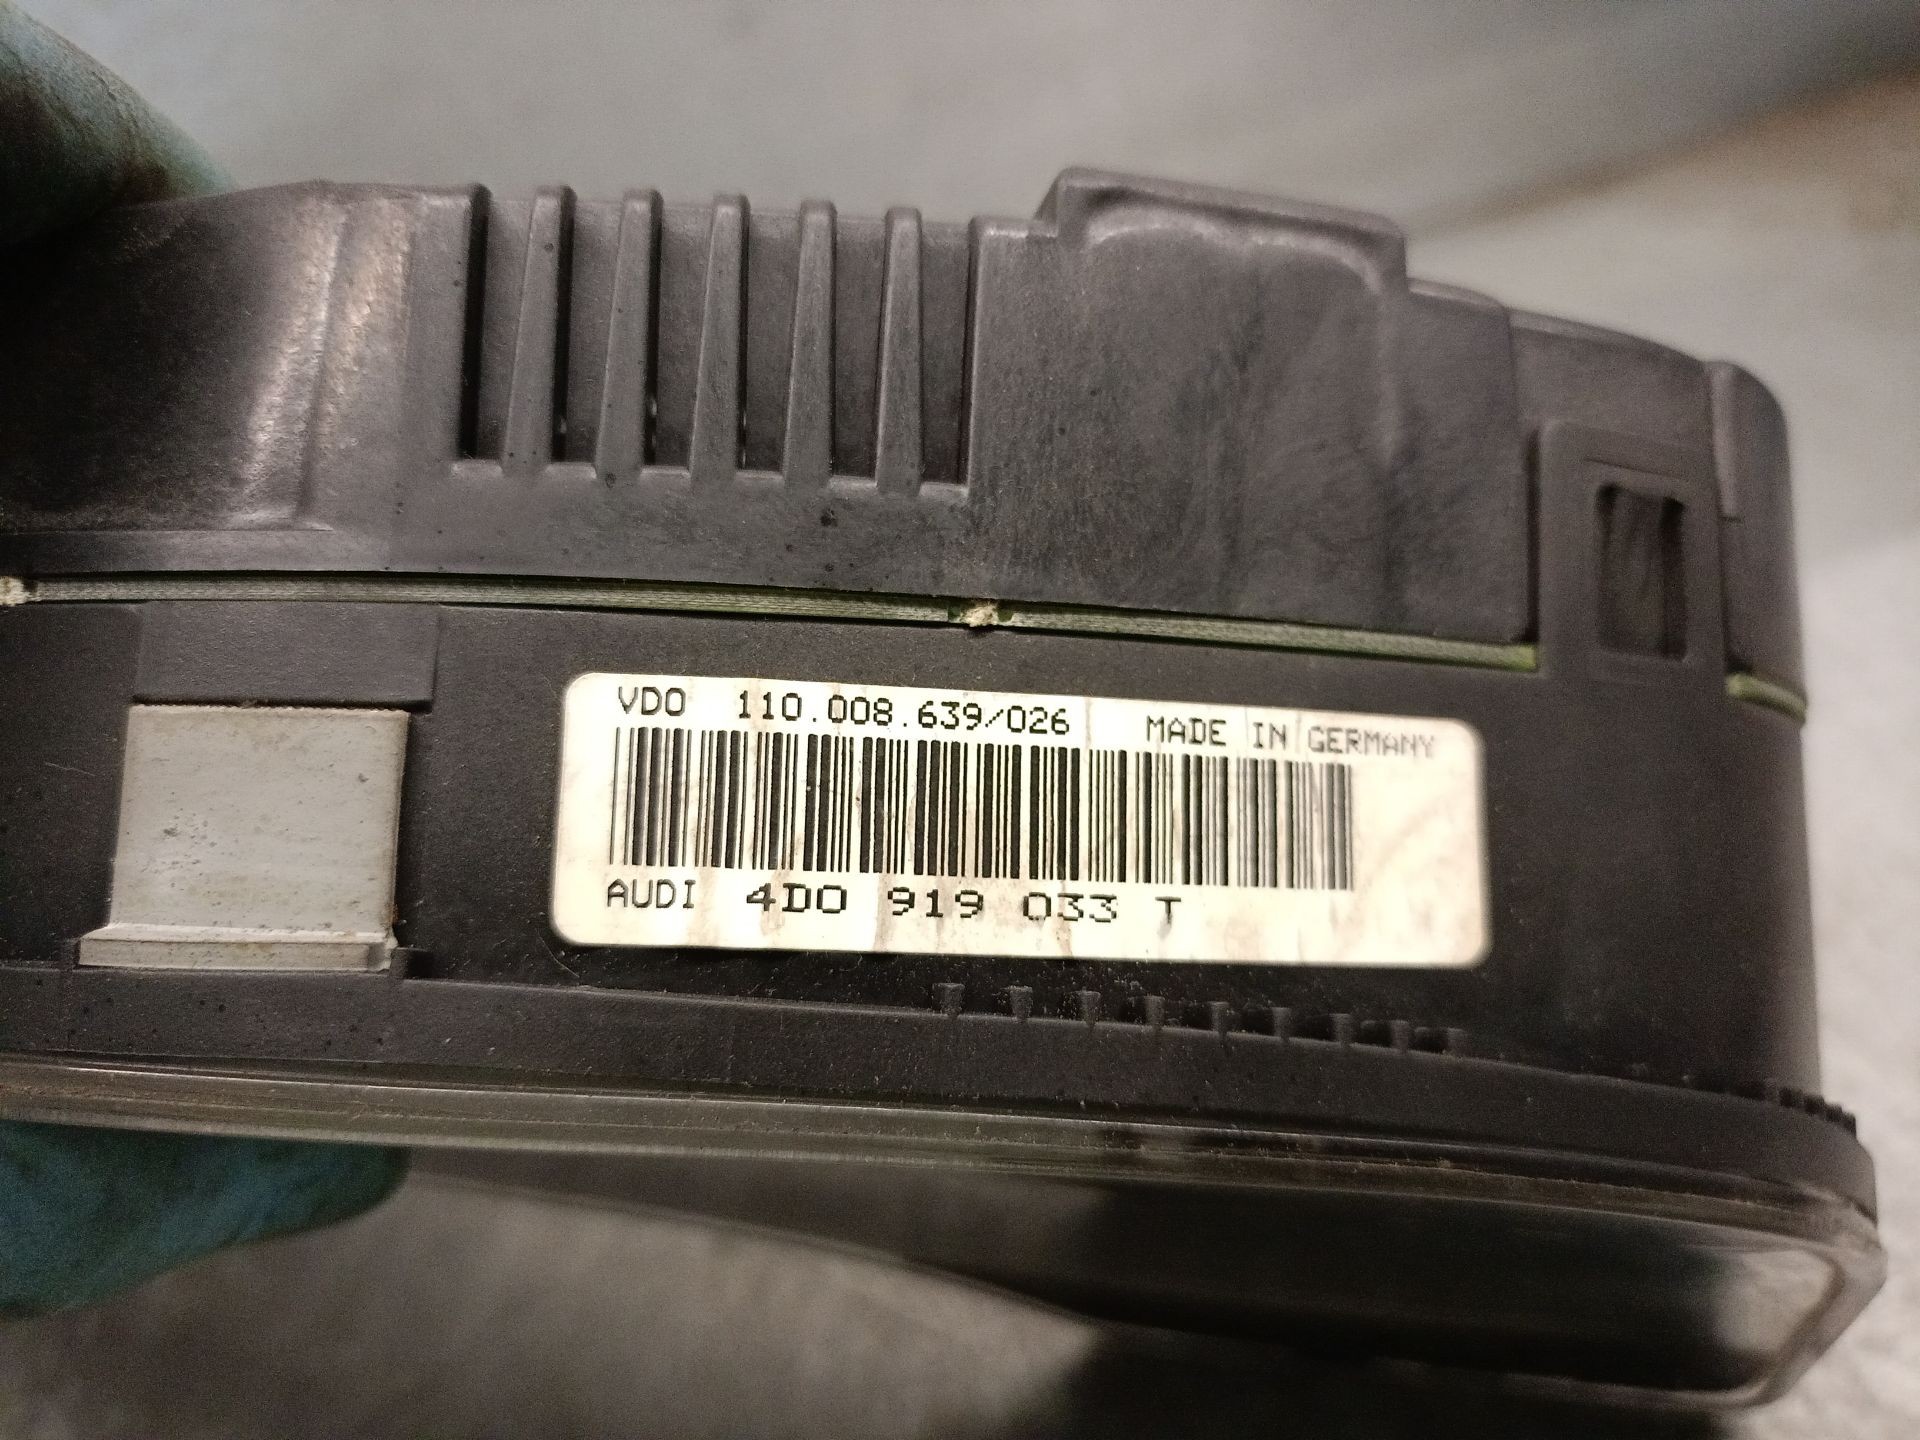 VDO 110.008.639/026 MADE IN GERMANY
AUDI 4D0 919 033 T